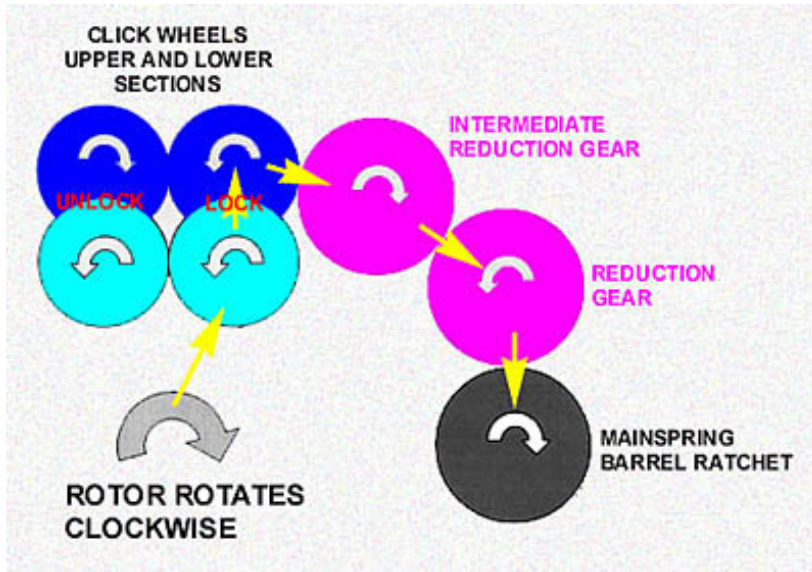 CLICK WHEELS
UPPER AND LOWER
SECTIONS
INTERMEDIATE
REDUCTION GEAR
UNLOCK
LOCK
REDUCTION
GEAR
MAINSPRING
BARREL RATCHET
ROTOR ROTATES
CLOCKWISE